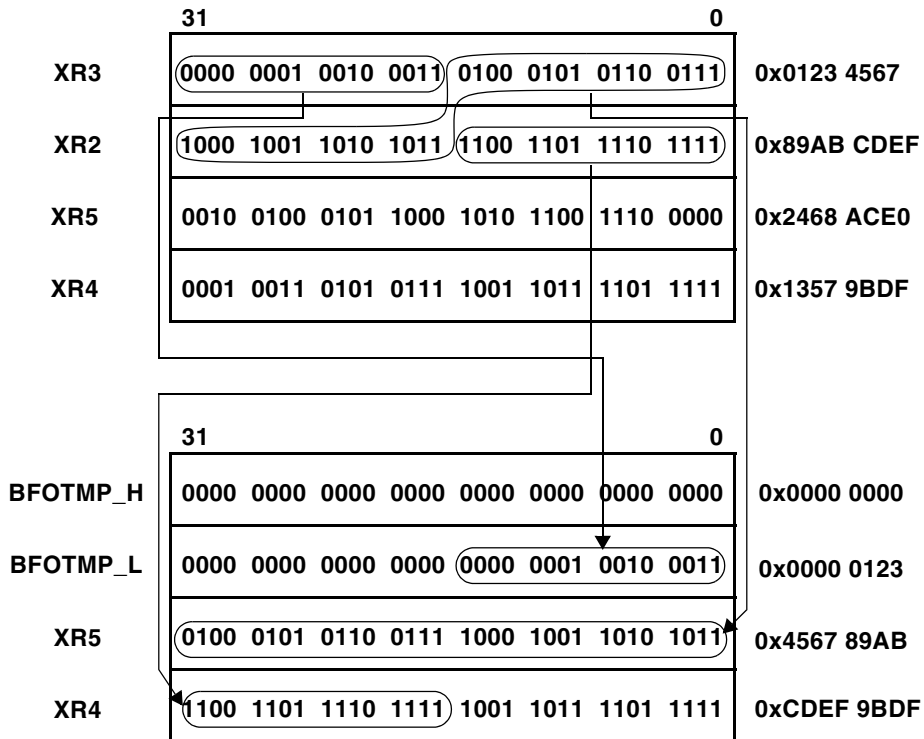 31 0
XR3 0000 0001 0010 0011 0100 0101 0110 0111 0x0123 4567
XR2 1000 1001 1010 1011 1100 1101 1110 1111 0x89AB CDEF
XR5 0010 0100 0101 1000 1010 1100 1110 0000 0x2468 ACE0
XR4 0001 0011 0101 0111 1001 1011 1101 1111 0x1357 9BDF
31 0
BFOTMP_H 0000 0000 0000 0000 0000 0000 0000 0000 0x0000 0000
BFOTMP_L 0000 0000 0000 0000 0000 0001 0010 0011 0x0000 0123
XR5 0100 0101 0110 0111 1000 1001 1010 1011 0x4567 89AB
XR4 1100 1101 1110 1111 1001 1011 1101 1111 0xCDEF 9BDF